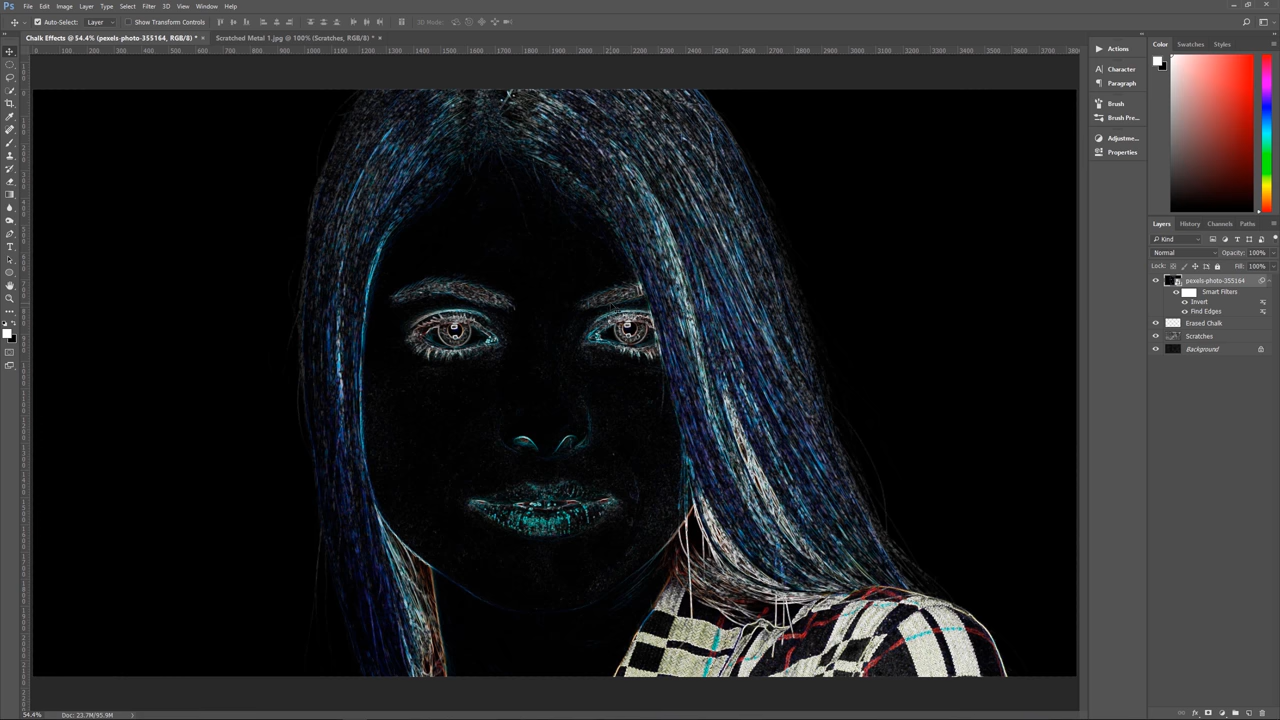 Ps File Edit Image Layer Type Select Filter 3D View Window Help
Auto-Select: Layer Show Transform Controls 3D Mode:
Chalk Effects @ 54.4% (pexels-photo-355164, RGB/8) * × Scratched Metal 1.jpg @ 100% (Scratches, RGB/8) * ×
Actions
Character
Paragraph
Brush
Brush Pre...
Adjustme...
Properties
Color Swatches Styles
Layers History Channels Paths
Kind
Normal Opacity: 100%
Lock: Fill: 100%
pexels-photo-355164
Smart Filters
Invert
Find Edges
Erased Chalk
Scratches
Background
54.4% Doc: 23.7M/95.9M